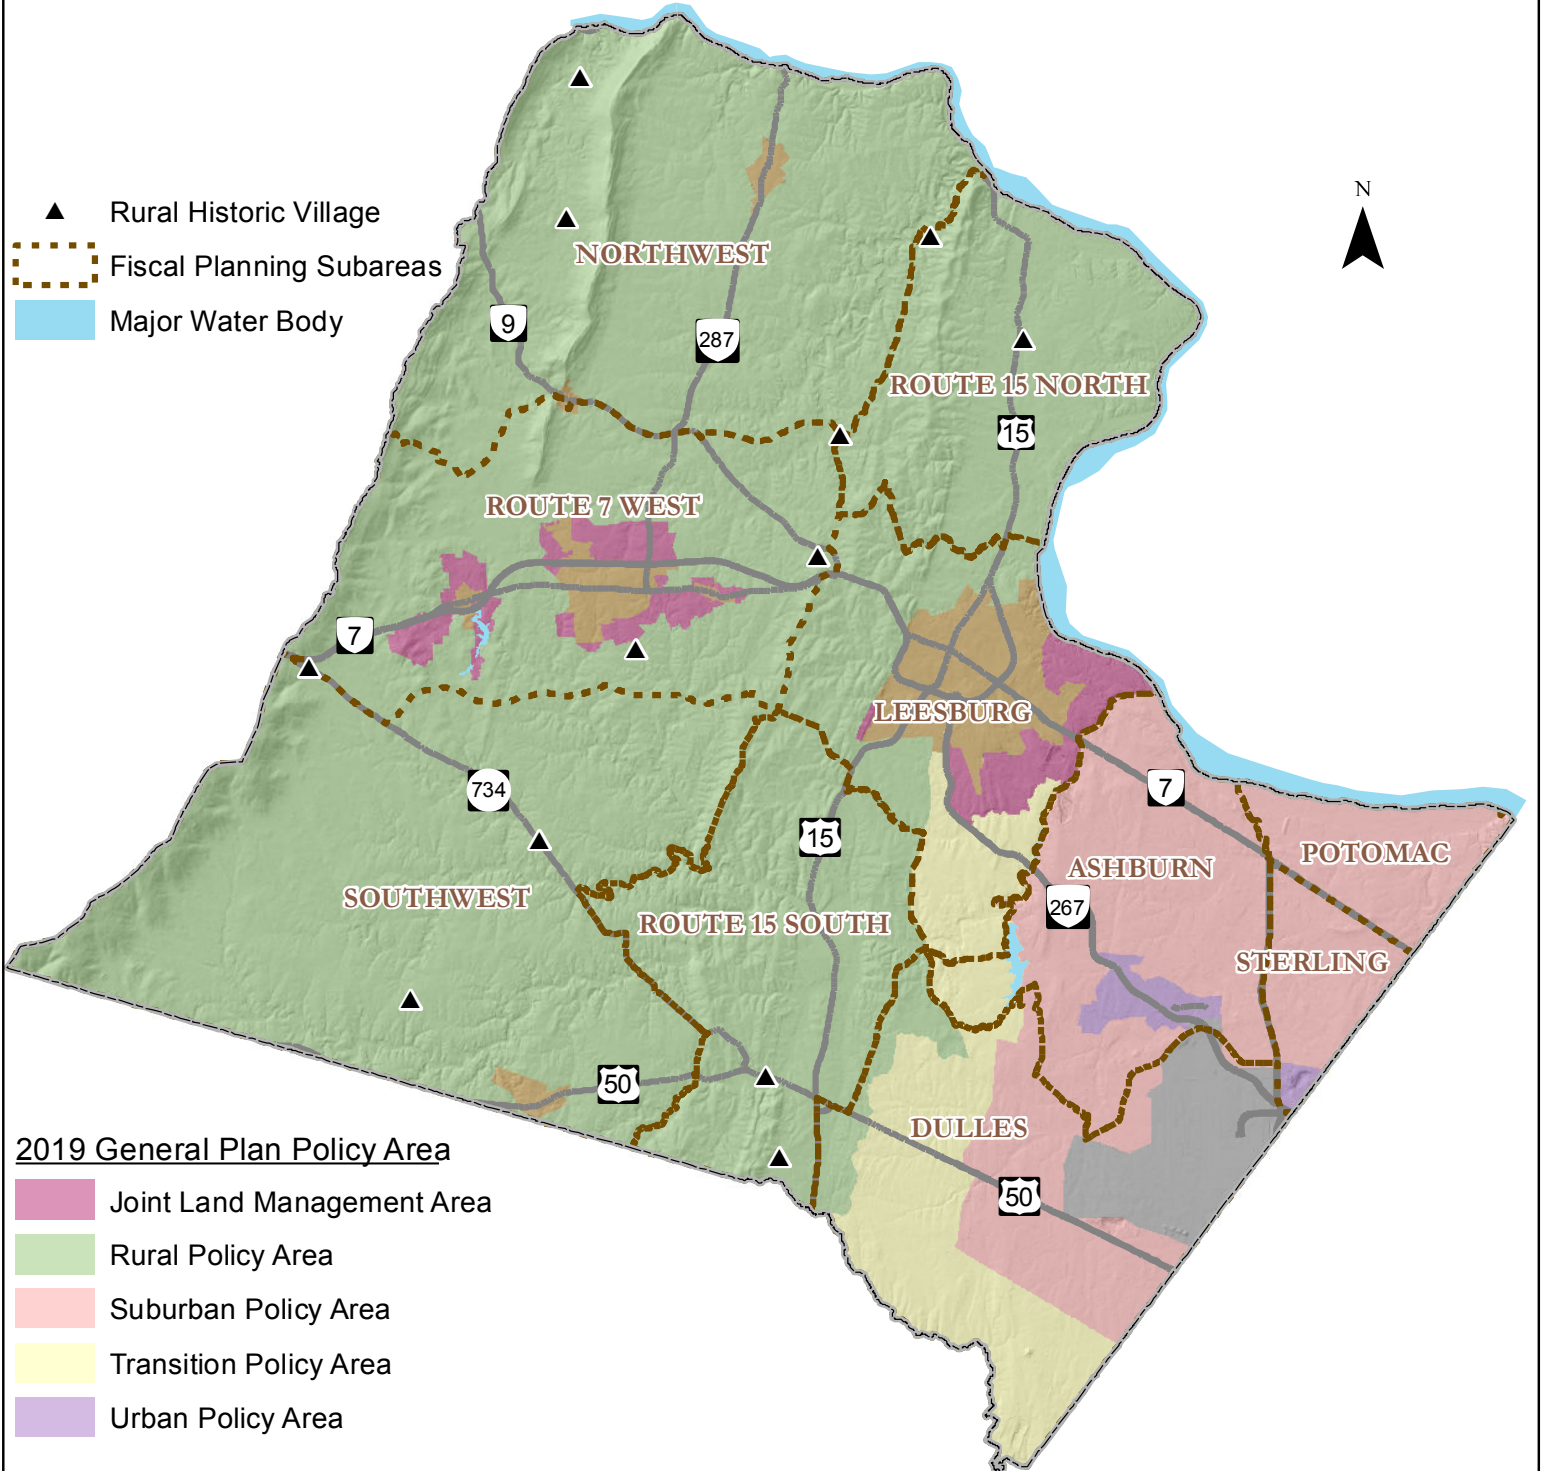 N
Rural Historic Village
Fiscal Planning Subareas
Major Water Body
NORTHWEST
9
287
ROUTE 15 NORTH
15
ROUTE 7 WEST
7
LEESBURG
734
7
15
ASHBURN
POTOMAC
SOUTHWEST
267
ROUTE 15 SOUTH
STERLING
50
DULLES
50
2019 General Plan Policy Area
Joint Land Management Area
Rural Policy Area
Suburban Policy Area
Transition Policy Area
Urban Policy Area